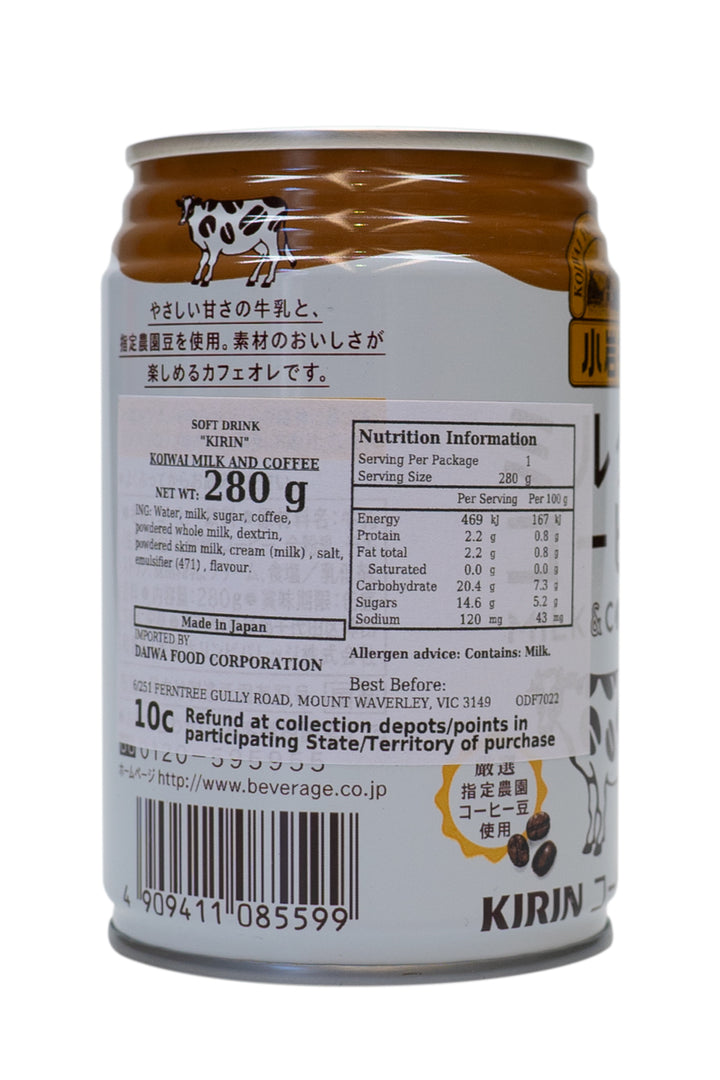 やさしい甘さの牛乳と、
指定農園豆を使用。素材のおいしさが
楽しめるカフェオレです。
KOIWAI
小岩
SOFT DRINK
"KIRIN"
KOIWAI MILK AND COFFEE
NET WT: 280 g
ING: Water, milk, sugar, coffee,
powdered whole milk, dextrin,
powdered skim milk, cream (milk) , salt,
emulsifier (471) , flavour.
Made in Japan
IMPORTED BY
DAIWA FOOD CORPORATION
Nutrition Information
Serving Per Package 1
Serving Size 280 g
Per Serving Per 100 g
Energy 469 kJ 167 kJ
Protein 2.2 g 0.8 g
Fat total 2.2 g 0.8 g
Saturated 0.0 g 0.0 g
Carbohydrate 20.4 g 7.3 g
Sugars 14.6 g 5.2 g
Sodium 120 mg 43 mg
Allergen advice: Contains: Milk.
Best Before:
6/251 FERNTREE GULLY ROAD, MOUNT WAVERLEY, VIC 3149 ODF7022
10c Refund at collection depots/points in
participating State/Territory of purchase
0120-595955
ホームページ http://www.beverage.co.jp
厳選
指定農園
コーヒー豆
使用
4 909411 085599
KIRIN コー